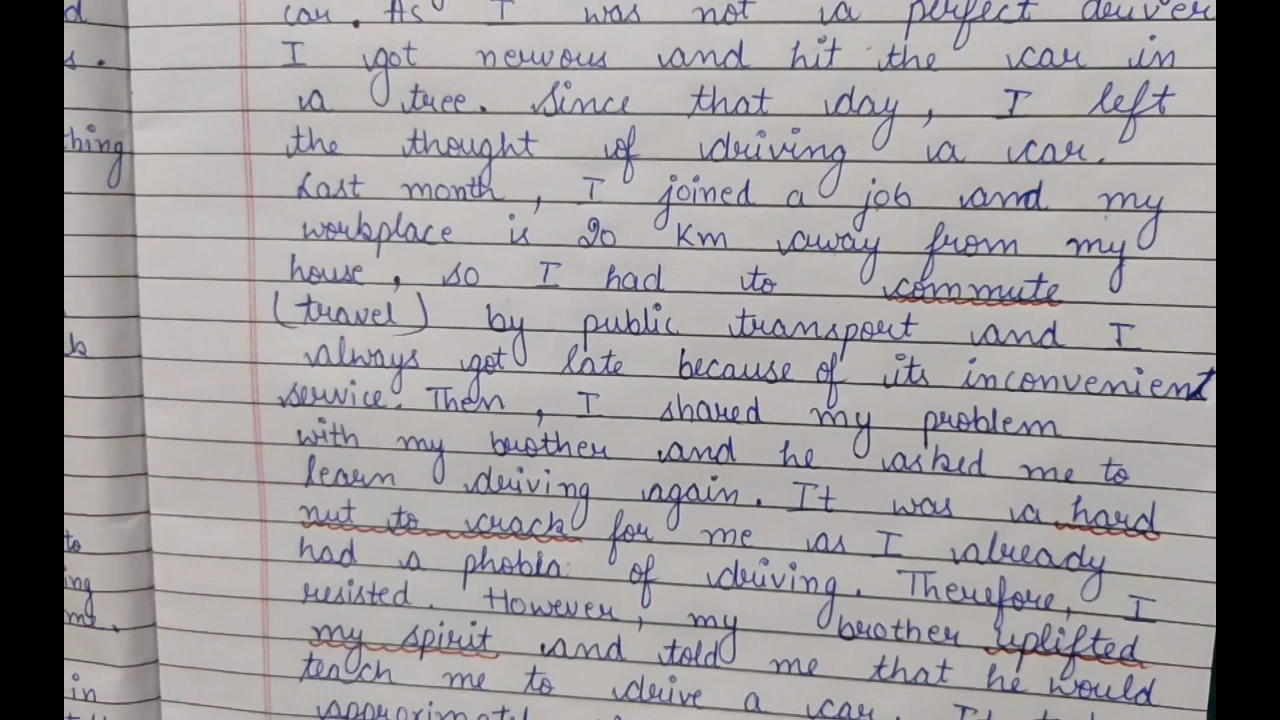 car. As I was not a perfect driver
I got nervous and hit the car in
a tree. Since that day, I left
the thought of driving a car.
Last month, I joined a job and my
workplace is 20 km away from my
house, so I had to commute
(travel) by public transport and I
always got late because of its inconvenient
service. Then, I shared my problem
with my brother and he asked me to
learn driving again. It was a hard
nut to crack for me as I already
had a phobia of driving. Therefore, I
resisted. However, my brother uplifted
my spirit and told me that he would
teach me to drive a car. It